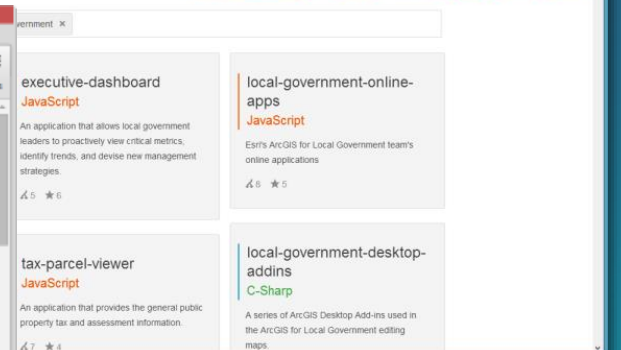 vernment ×
executive-dashboard
JavaScript
An application that allows local government
leaders to proactively view critical metrics,
identify trends, and devise new management
strategies.
5 ★ 6
local-government-online-
apps
JavaScript
Esri's ArcGIS for Local Government team's
online applications
8 ★ 5
tax-parcel-viewer
JavaScript
An application that provides the general public
property tax and assessment information.
7 ★ 4
local-government-desktop-
addins
C-Sharp
A series of ArcGIS Desktop Add-ins used in
the ArcGIS for Local Government editing
maps.